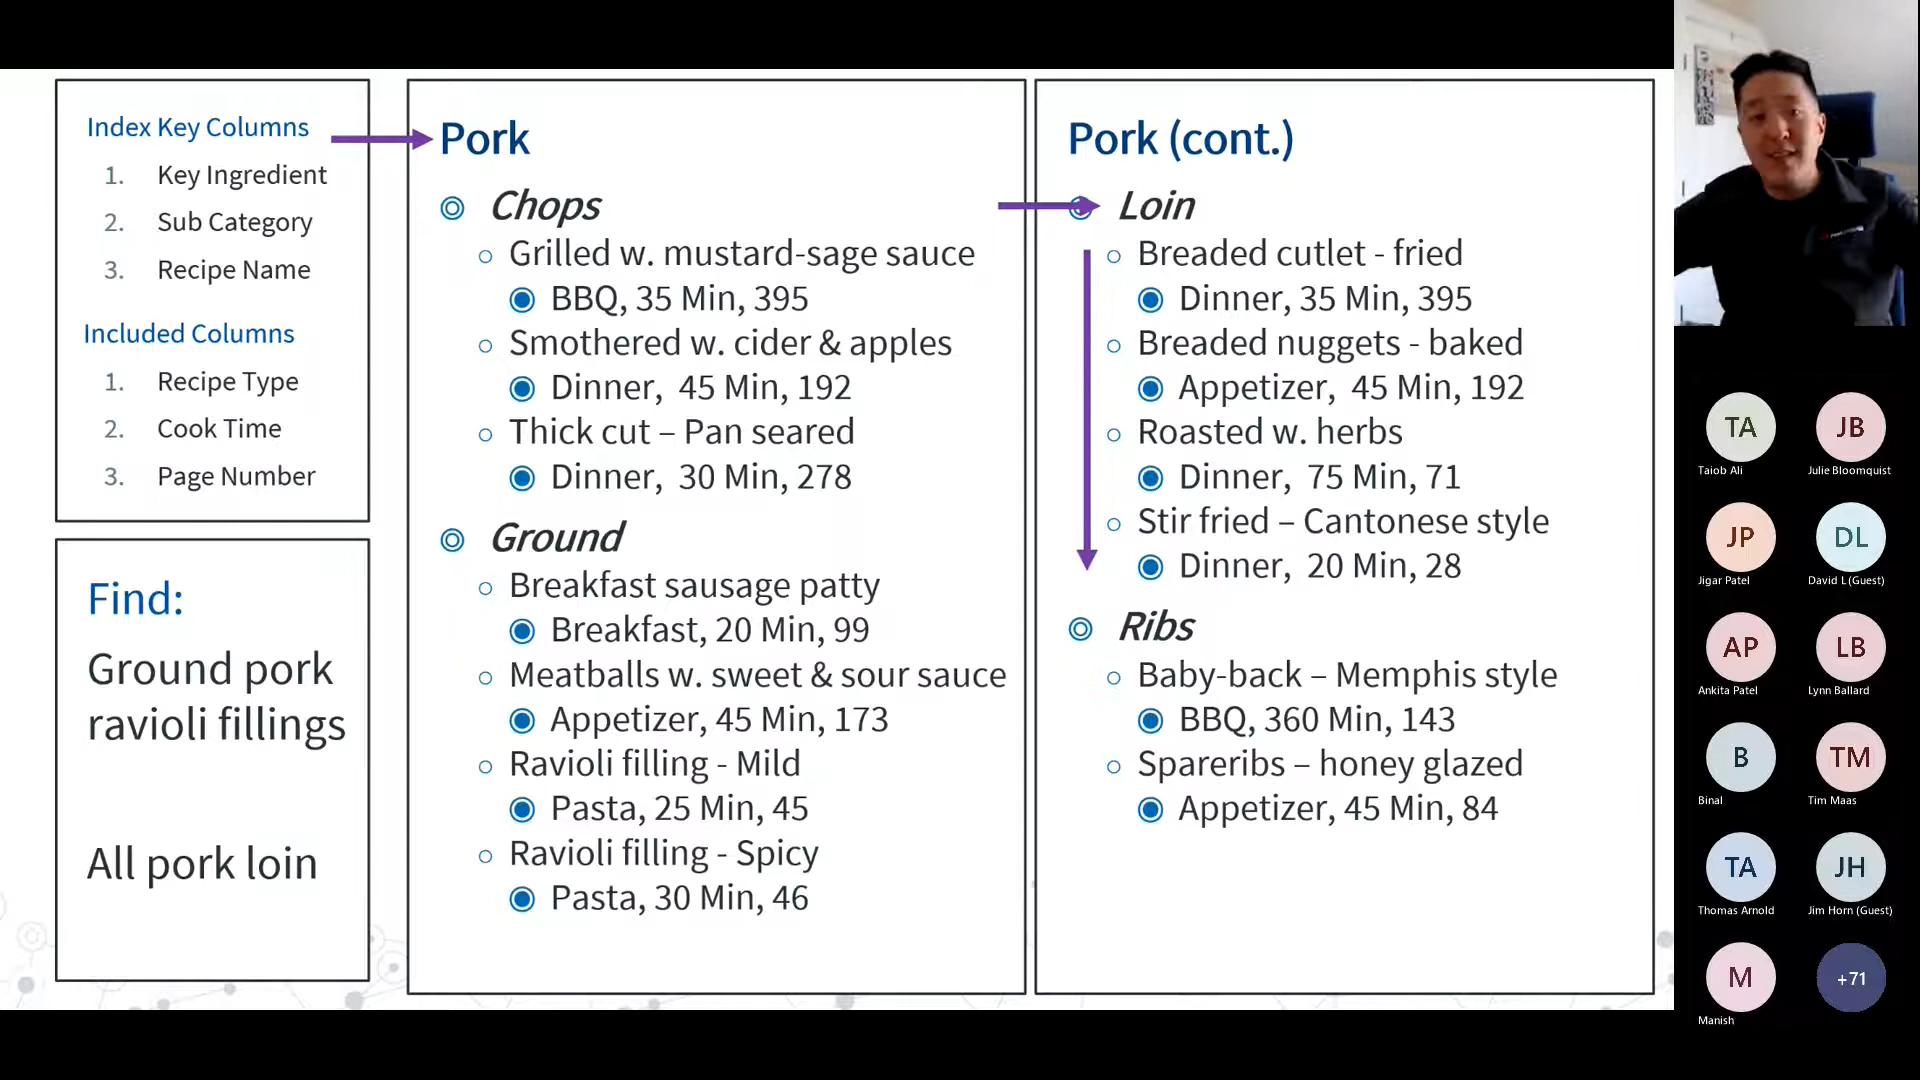 Index Key Columns
1. Key Ingredient
2. Sub Category
3. Recipe Name
Included Columns
1. Recipe Type
2. Cook Time
3. Page Number
Find:
Ground pork
ravioli fillings
All pork loin
Pork
Chops
Grilled w. mustard-sage sauce
BBQ, 35 Min, 395
Smothered w. cider & apples
Dinner, 45 Min, 192
Thick cut – Pan seared
Dinner, 30 Min, 278
Ground
Breakfast sausage patty
Breakfast, 20 Min, 99
Meatballs w. sweet & sour sauce
Appetizer, 45 Min, 173
Ravioli filling - Mild
Pasta, 25 Min, 45
Ravioli filling - Spicy
Pasta, 30 Min, 46
Pork (cont.)
Loin
Breaded cutlet - fried
Dinner, 35 Min, 395
Breaded nuggets - baked
Appetizer, 45 Min, 192
Roasted w. herbs
Dinner, 75 Min, 71
Stir fried – Cantonese style
Dinner, 20 Min, 28
Ribs
Baby-back – Memphis style
BBQ, 360 Min, 143
Spareribs – honey glazed
Appetizer, 45 Min, 84
TA JB
Taiob Ali Julie Bloomquist
JP DL
Jigar Patel David L (Guest)
AP LB
Ankita Patel Lynn Ballard
B TM
Binal Tim Maas
TA JH
Thomas Arnold Jim Horn (Guest)
M +71
Manish